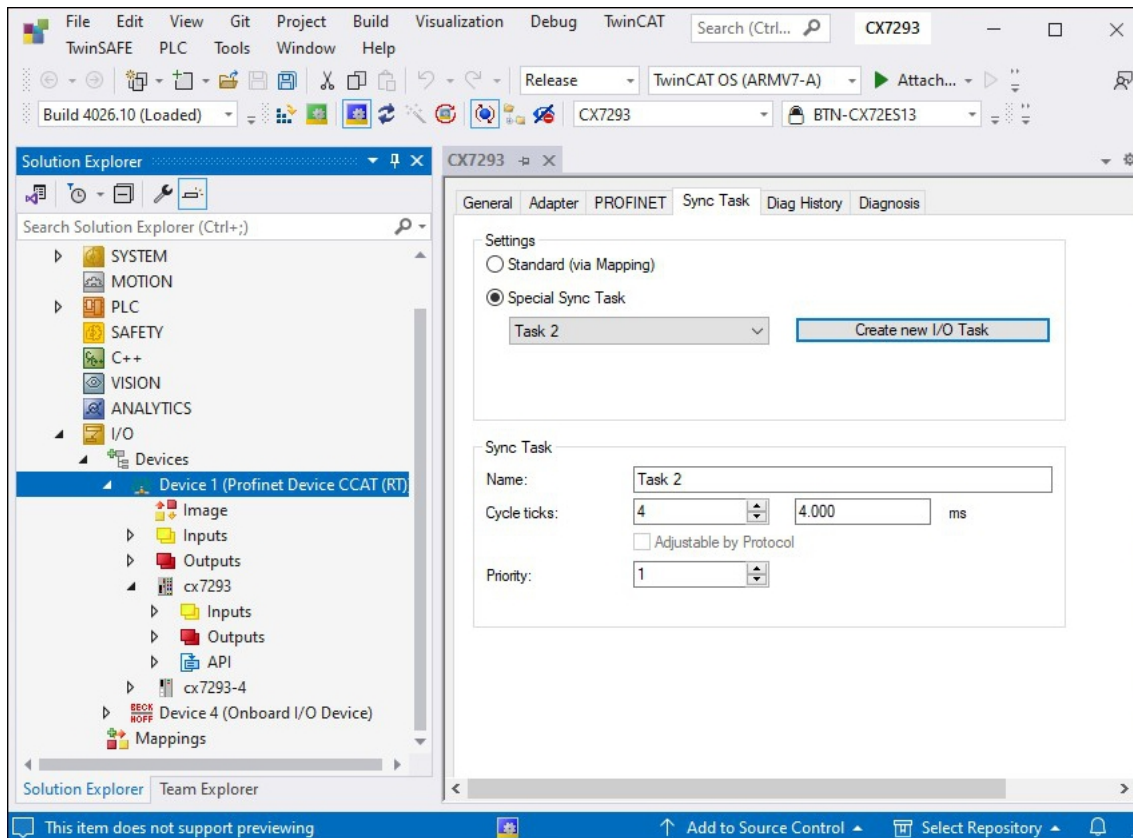 File Edit View Git Project Build Visualization Debug TwinCAT Search (Ctrl... CX7293
TwinSAFE PLC Tools Window Help
Release TwinCAT OS (ARMV7-A) Attach...
Build 4026.10 (Loaded) CX7293 BTN-CX72ES13
Solution Explorer
Search Solution Explorer (Ctrl+;)
SYSTEM
MOTION
PLC
SAFETY
C++
VISION
ANALYTICS
I/O
Devices
Device 1 (Profinet Device CCAT (RT)
Image
Inputs
Outputs
cx7293
Inputs
Outputs
API
cx7293-4
BECKHOFF Device 4 (Onboard I/O Device)
Mappings
Solution Explorer Team Explorer
CX7293
General Adapter PROFINET Sync Task Diag History Diagnosis
Settings
Standard (via Mapping)
Special Sync Task
Task 2 Create new I/O Task
Sync Task
Name: Task 2
Cycle ticks: 4 4.000 ms
Adjustable by Protocol
Priority: 1
This item does not support previewing Add to Source Control Select Repository